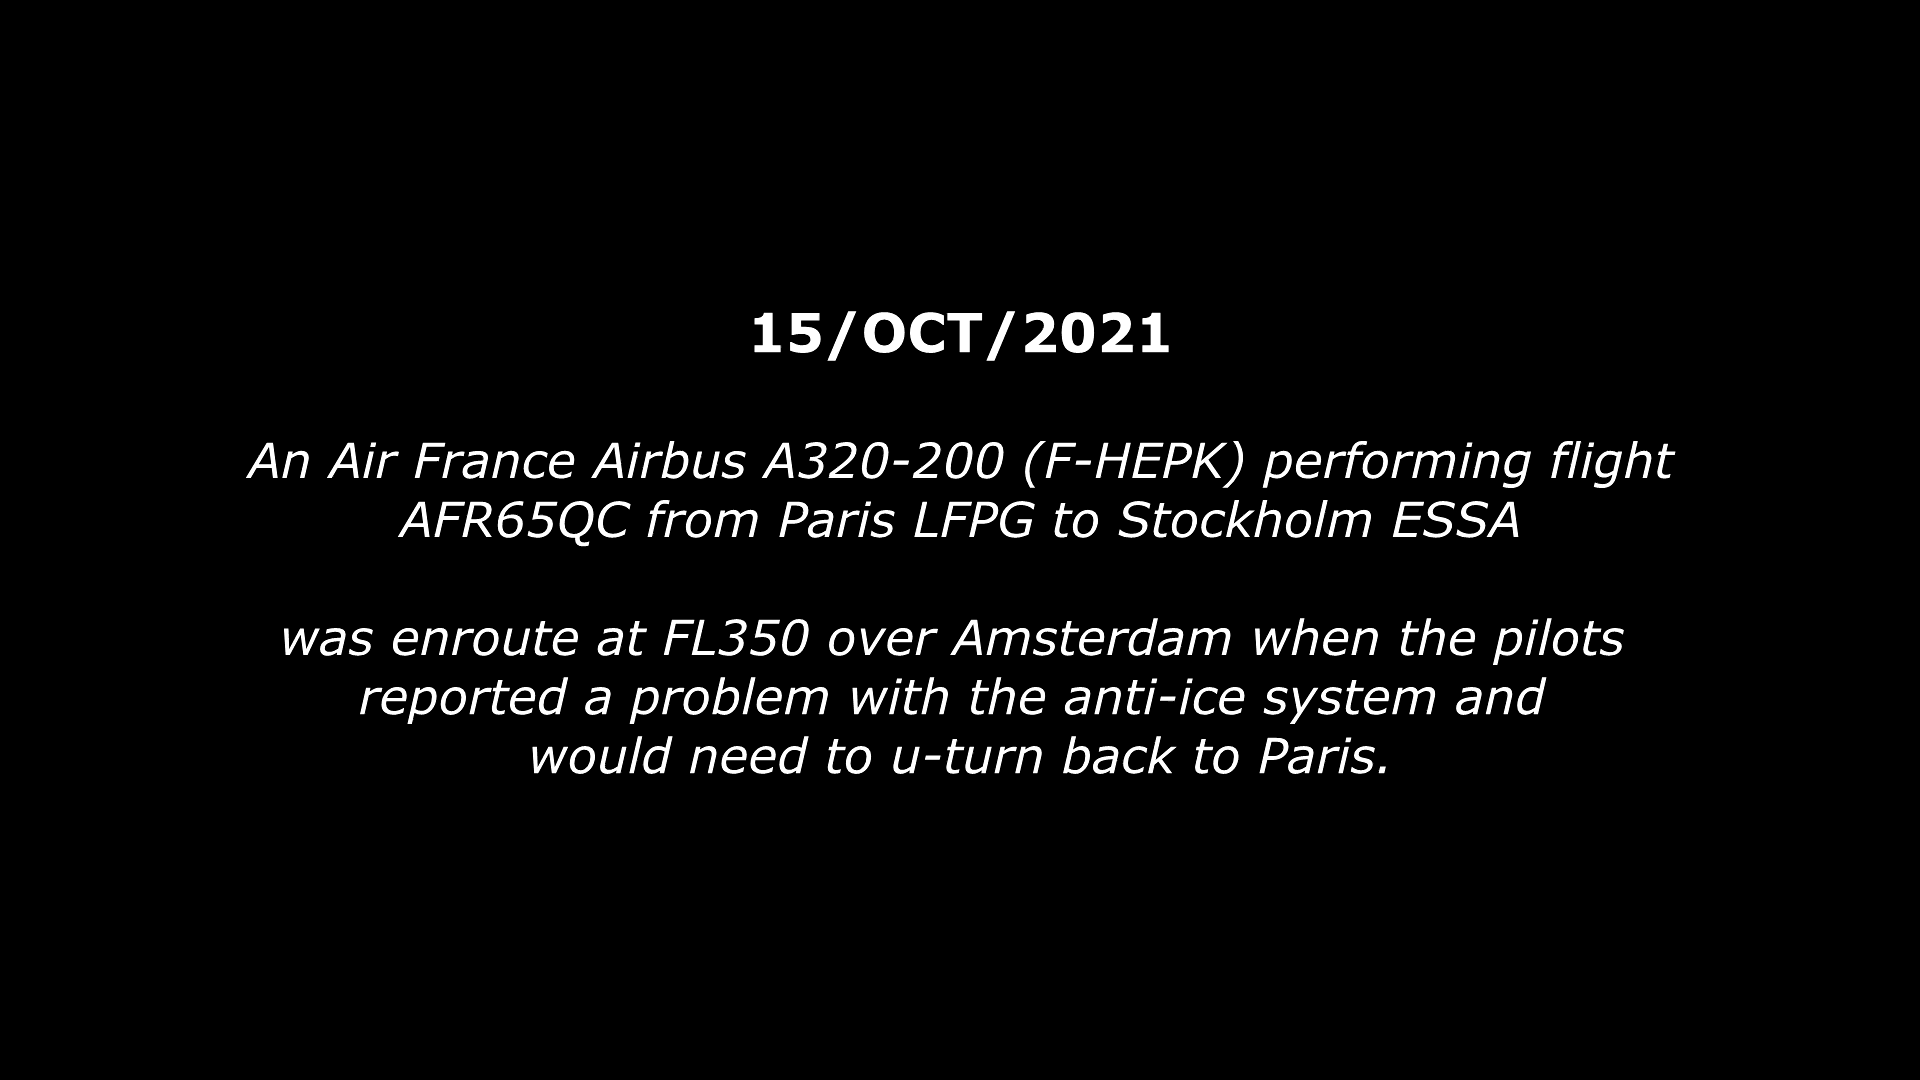 15/OCT/2021
An Air France Airbus A320-200 (F-HEPK) performing flight
AFR65QC from Paris LFPG to Stockholm ESSA
was enroute at FL350 over Amsterdam when the pilots
reported a problem with the anti-ice system and
would need to u-turn back to Paris.